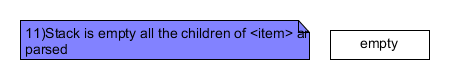 11)Stack is empty all the children of <item> ar
parsed
empty